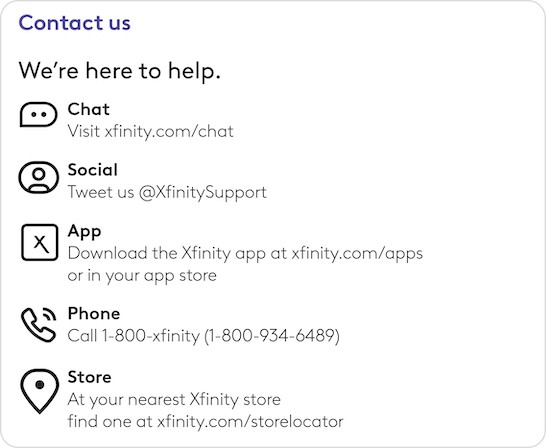 Contact us
We're here to help.
Chat
Visit xfinity.com/chat
Social
Tweet us @XfinitySupport
X
App
Download the Xfinity app at xfinity.com/apps
or in your app store
Phone
Call 1-800-xfinity (1-800-934-6489)
Store
At your nearest Xfinity store
find one at xfinity.com/storelocator